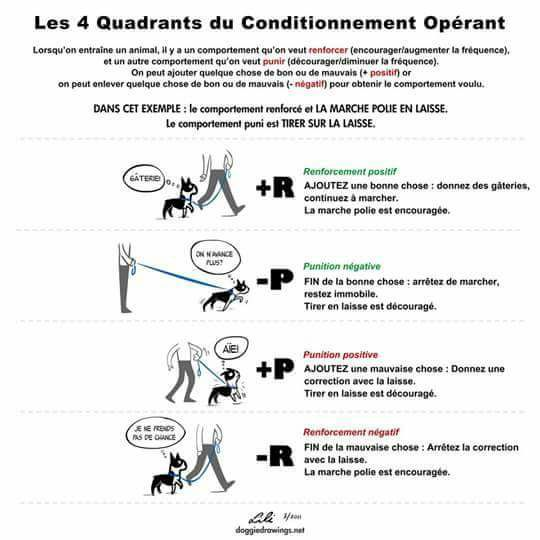 Les 4 Quadrants du Conditionnement Opérant
Lorsqu'on entraîne un animal, il y a un comportement qu'on veut renforcer (encourager/augmenter la fréquence),
et un autre comportement qu'on veut punir (décourager/diminuer la fréquence).
On peut ajouter quelque chose de bon ou de mauvais (+ positif) or
on peut enlever quelque chose de bon ou de mauvais (- négatif) pour obtenir le comportement voulu.
DANS CET EXEMPLE : le comportement renforcé et LA MARCHE POLIE EN LAISSE.
Le comportement puni est TIRER SUR LA LAISSE.
GÂTERIE!
+R
Renforcement positif
AJOUTEZ une bonne chose : donnez des gâteries,
continuez à marcher.
La marche polie est encouragée.
ON N'AVANCE
PLUS?
-P
Punition négative
FIN de la bonne chose : arrêtez de marcher,
restez immobile.
Tirer en laisse est découragé.
AÏE!
+P
Punition positive
AJOUTEZ une mauvaise chose : Donnez une
correction avec la laisse.
Tirer en laisse est découragé.
JE NE PRENDS
PAS DE CHANCE
-R
Renforcement négatif
FIN de la mauvaise chose : Arrêtez la correction
avec la laisse.
La marche polie est encouragée.
Lili 2/2011
doggiedrawings.net